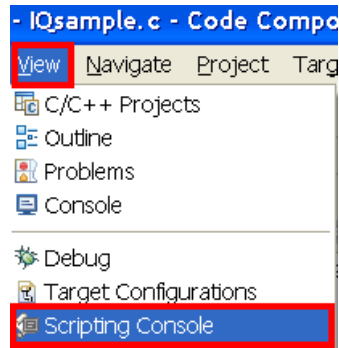 - IQsample.c - Code Compo
View Navigate Project Targ
C/C++ Projects
Outline
Problems
Console
Debug
Target Configurations
Scripting Console